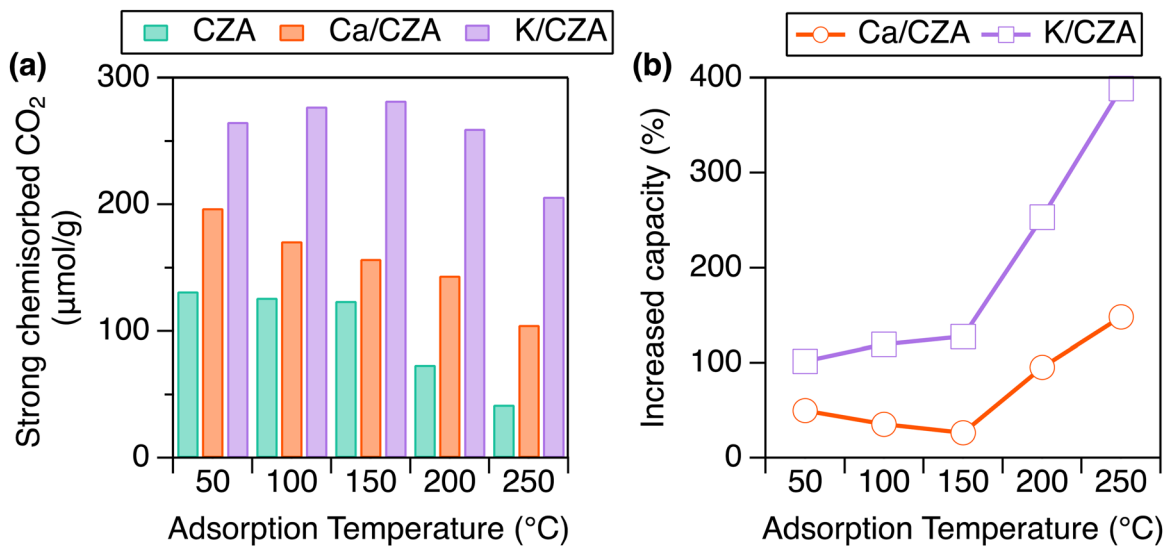 CZA Ca/CZA K/CZA
(a)
Strong chemisorbed CO₂
(μmol/g)
300
200
100
0
50 100 150 200 250
Adsorption Temperature (°C)
Ca/CZA K/CZA
(b)
Increased capacity (%)
400
300
200
100
0
50 100 150 200 250
Adsorption Temperature (°C)